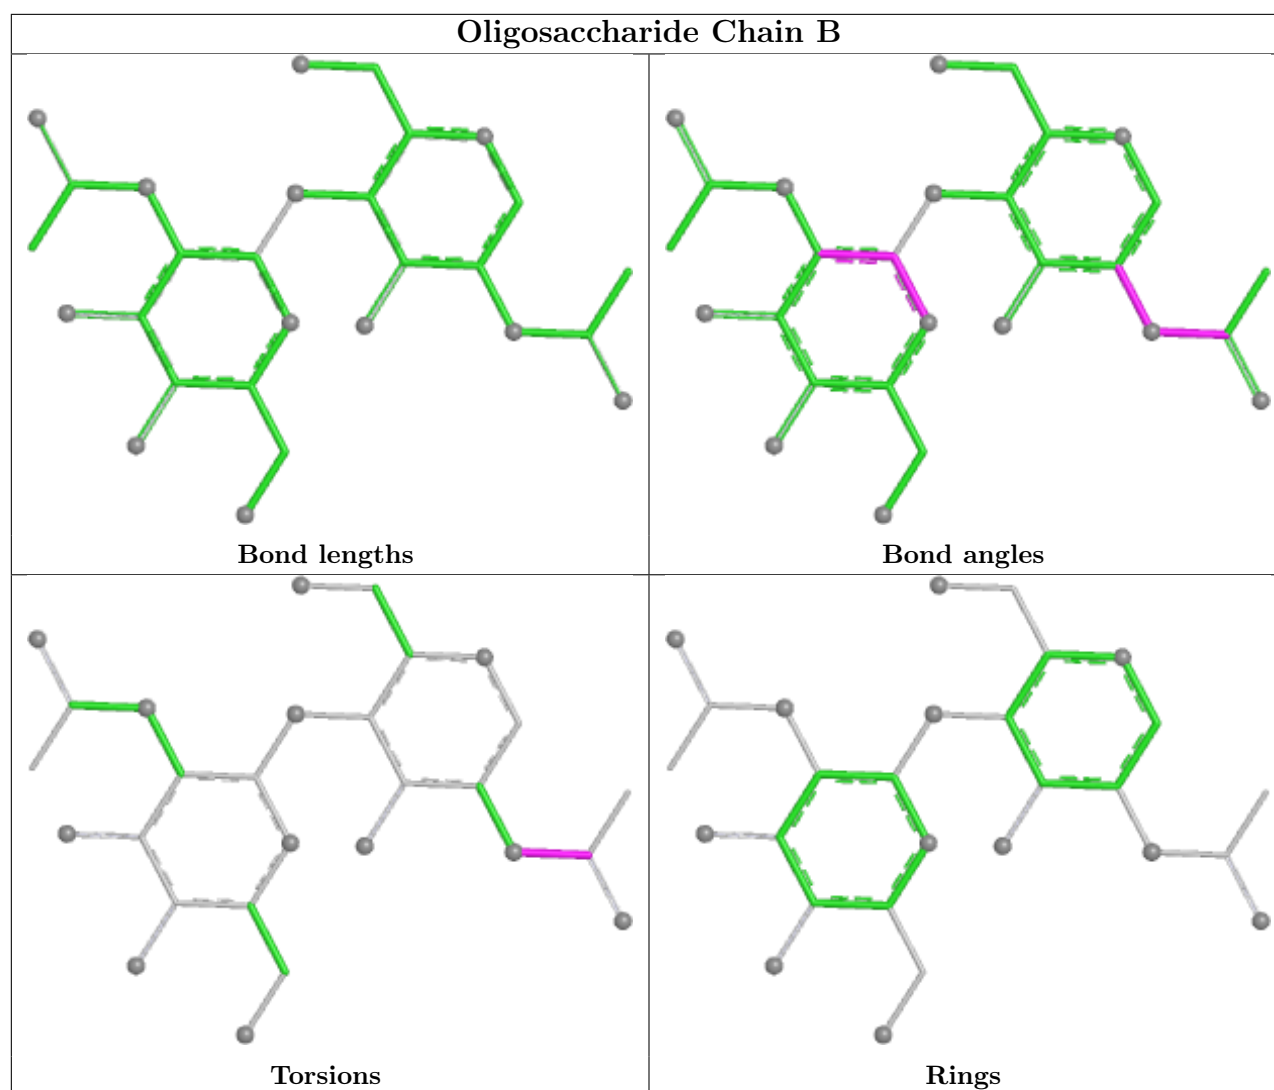 Oligosaccharide Chain B
Bond lengths
Bond angles
Torsions
Rings